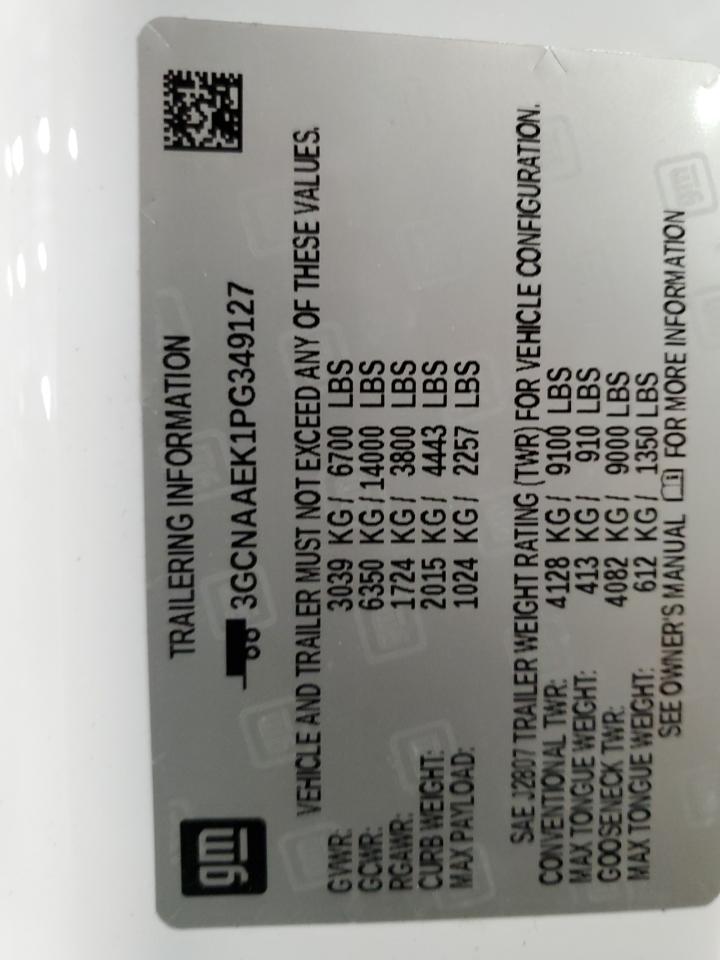 gm
TRAILERING INFORMATION
3GCNAAEK1PG349127
VEHICLE AND TRAILER MUST NOT EXCEED ANY OF THESE VALUES.
GVWR: 3039 KG / 6700 LBS
GCWR: 6350 KG / 14000 LBS
RGAWR: 1724 KG / 3800 LBS
CURB WEIGHT: 2015 KG / 4443 LBS
MAX PAYLOAD: 1024 KG / 2257 LBS
SAE J2807 TRAILER WEIGHT RATING (TWR) FOR VEHICLE CONFIGURATION.
CONVENTIONAL TWR: 4128 KG / 9100 LBS
MAX TONGUE WEIGHT: 413 KG / 910 LBS
GOOSENECK TWR: 4082 KG / 9000 LBS
MAX TONGUE WEIGHT: 612 KG / 1350 LBS
SEE OWNER'S MANUAL FOR MORE INFORMATION